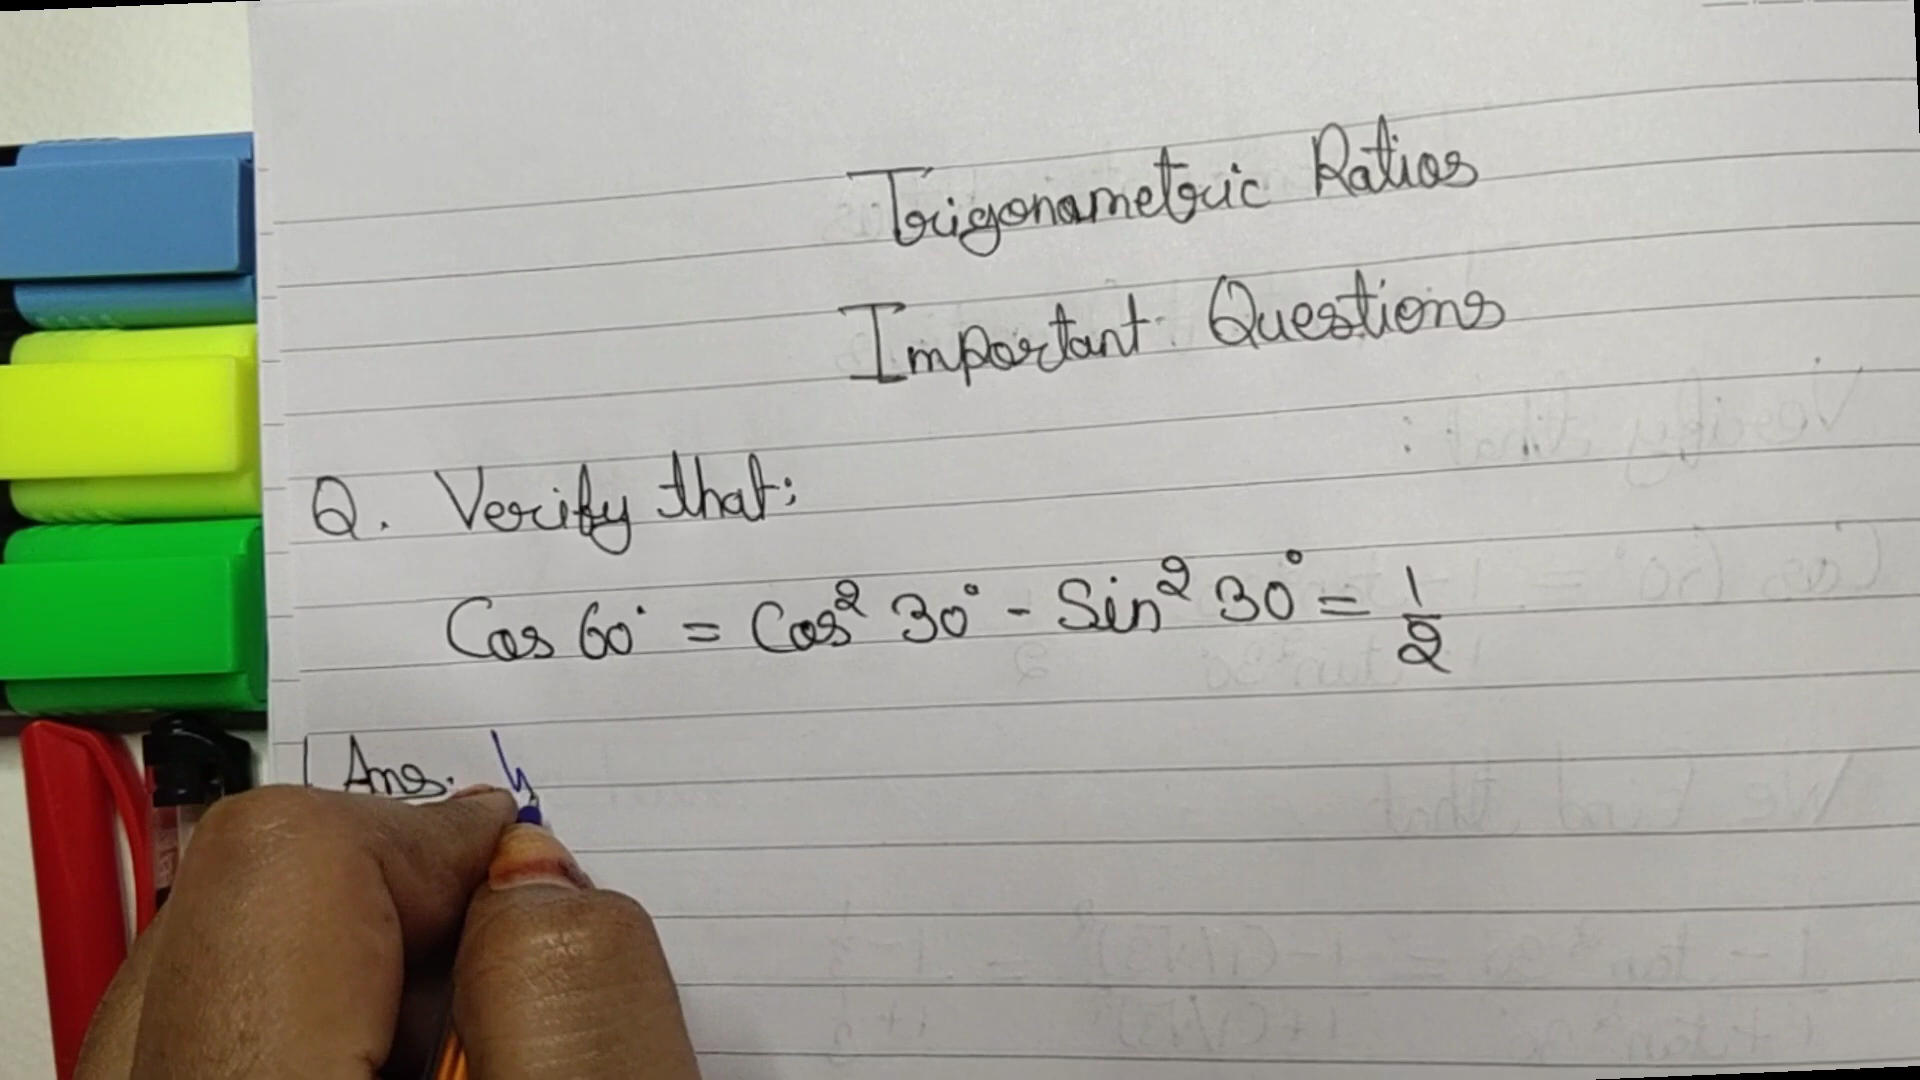 Trigonometric Ratios
Important Questions
Q. Verify that:
Cos 60° = Cos² 30° - Sin² 30° = 1/2
Ans.